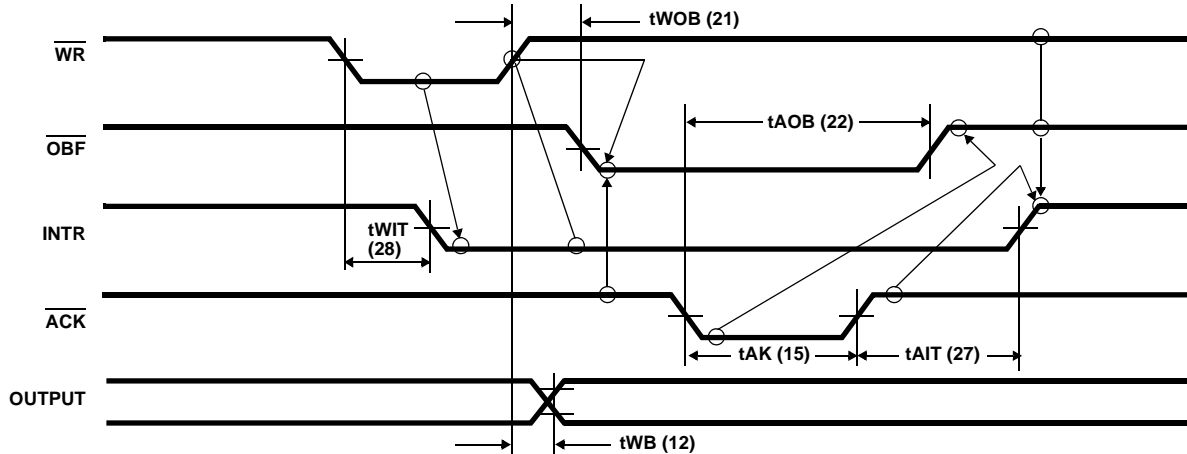 tWOB (21)
WR
tAOB (22)
OBF
INTR
tWIT
(28)
ACK
tAK (15)
tAIT (27)
OUTPUT
tWB (12)